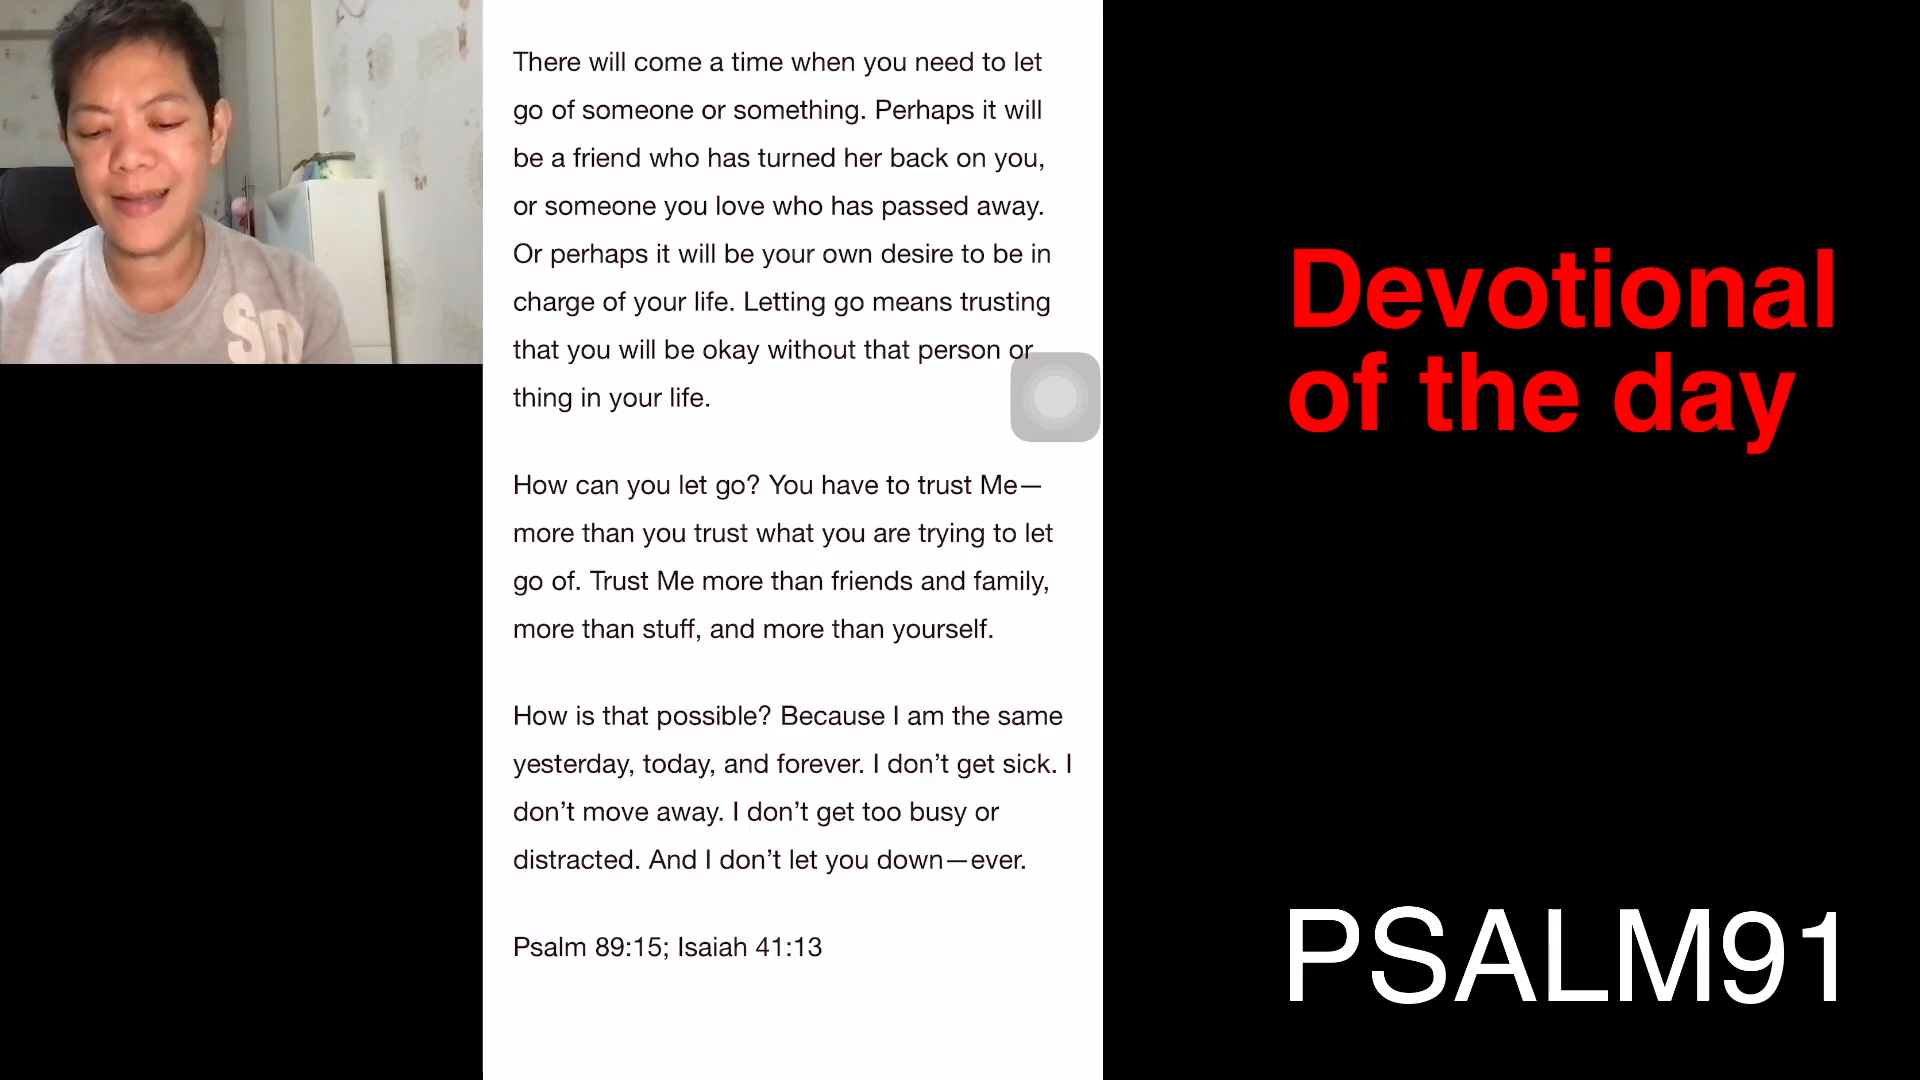 There will come a time when you need to let
go of someone or something. Perhaps it will
be a friend who has turned her back on you,
or someone you love who has passed away.
Or perhaps it will be your own desire to be in
charge of your life. Letting go means trusting
that you will be okay without that person or
thing in your life.
How can you let go? You have to trust Me—
more than you trust what you are trying to let
go of. Trust Me more than friends and family,
more than stuff, and more than yourself.
How is that possible? Because I am the same
yesterday, today, and forever. I don’t get sick. I
don’t move away. I don’t get too busy or
distracted. And I don’t let you down—ever.
Psalm 89:15; Isaiah 41:13
Devotional
of the day
PSALM91